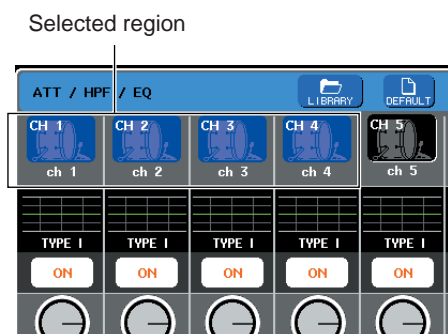 Selected region
ATT / HPF / EQ
LIBRARY
DEFAULT
CH 1 CH 2 CH 3 CH 4 CH 5
ch 1 ch 2 ch 3 ch 4 ch 5
TYPE I TYPE I TYPE I TYPE I TYPE I
ON ON ON ON ON